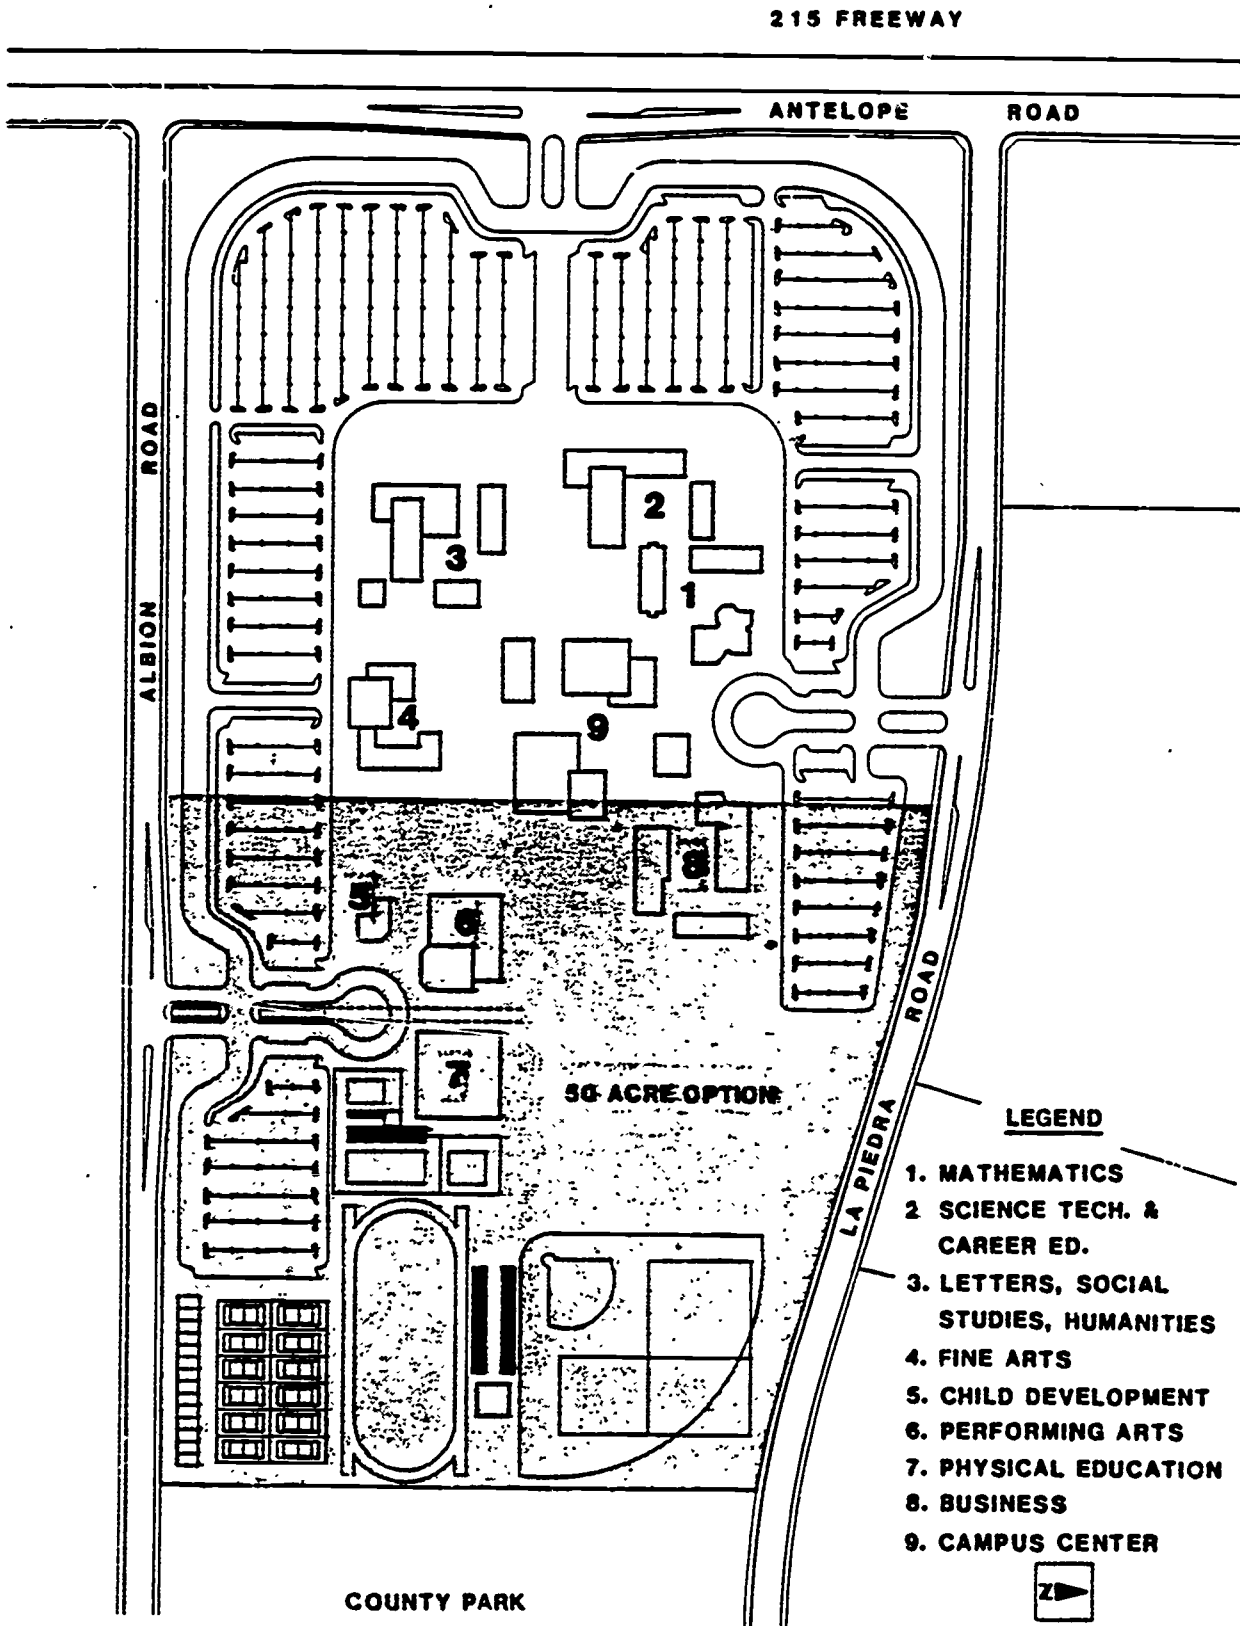 215 FREEWAY
ANTELOPE ROAD
ALBION ROAD
2
3
1
4
9
8
5
6
7
50 ACRE OPTION
LA PIEDRA ROAD
LEGEND
1. MATHEMATICS
2 SCIENCE TECH. &
CAREER ED.
3. LETTERS, SOCIAL
STUDIES, HUMANITIES
4. FINE ARTS
5. CHILD DEVELOPMENT
6. PERFORMING ARTS
7. PHYSICAL EDUCATION
8. BUSINESS
9. CAMPUS CENTER
Z
COUNTY PARK